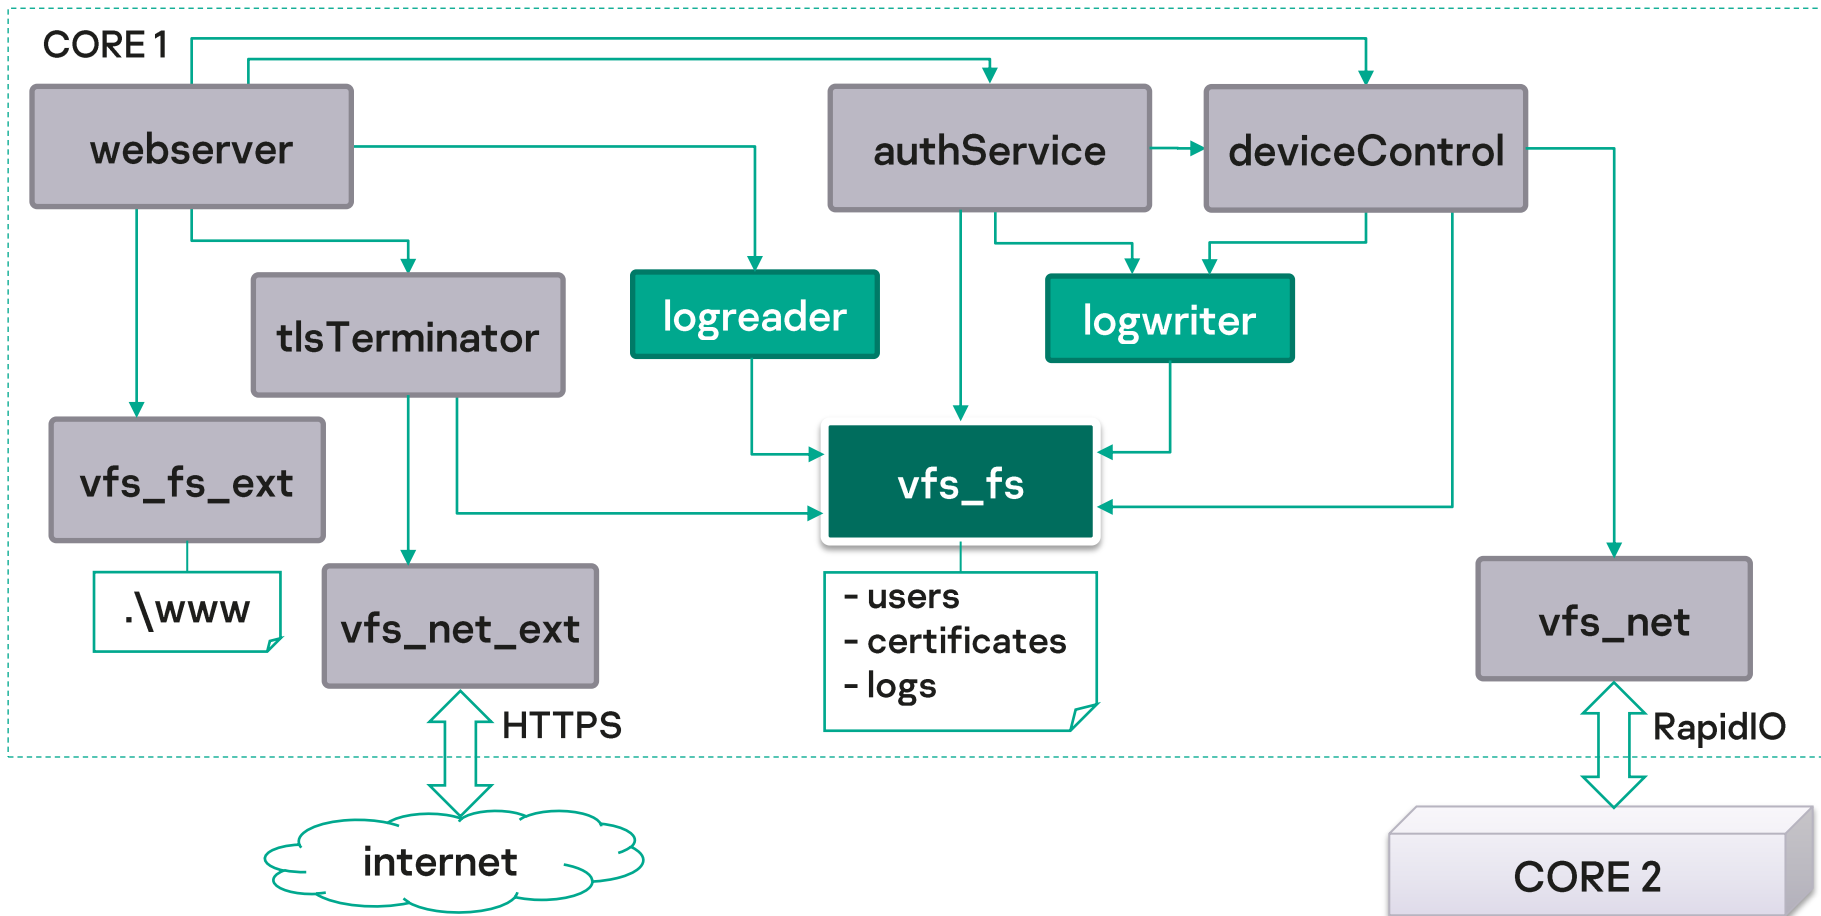 CORE 1
webserver
authService
deviceControl
tlsTerminator
logreader
logwriter
vfs_fs_ext
vfs_fs
.\www
vfs_net_ext
- users
- certificates
- logs
vfs_net
HTTPS
RapidIO
internet
CORE 2